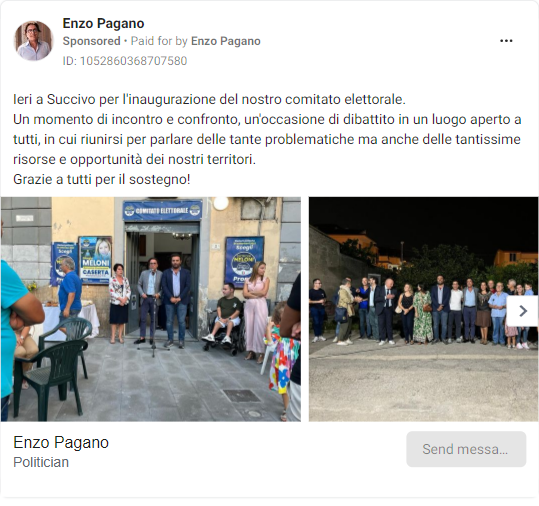 Enzo Pagano
Sponsored • Paid for by Enzo Pagano
ID: 1052860368707580
Ieri a Succivo per l'inaugurazione del nostro comitato elettorale.
Un momento di incontro e confronto, un'occasione di dibattito in un luogo aperto a
tutti, in cui riunirsi per parlare delle tante problematiche ma anche delle tantissime
risorse e opportunità dei nostri territori.
Grazie a tutti per il sostegno!
COMITATO ELETTORALE
Scegli
MELONI
CASERTA
Scegli
MELONI
Enzo Pagano
Politician
Send messa...